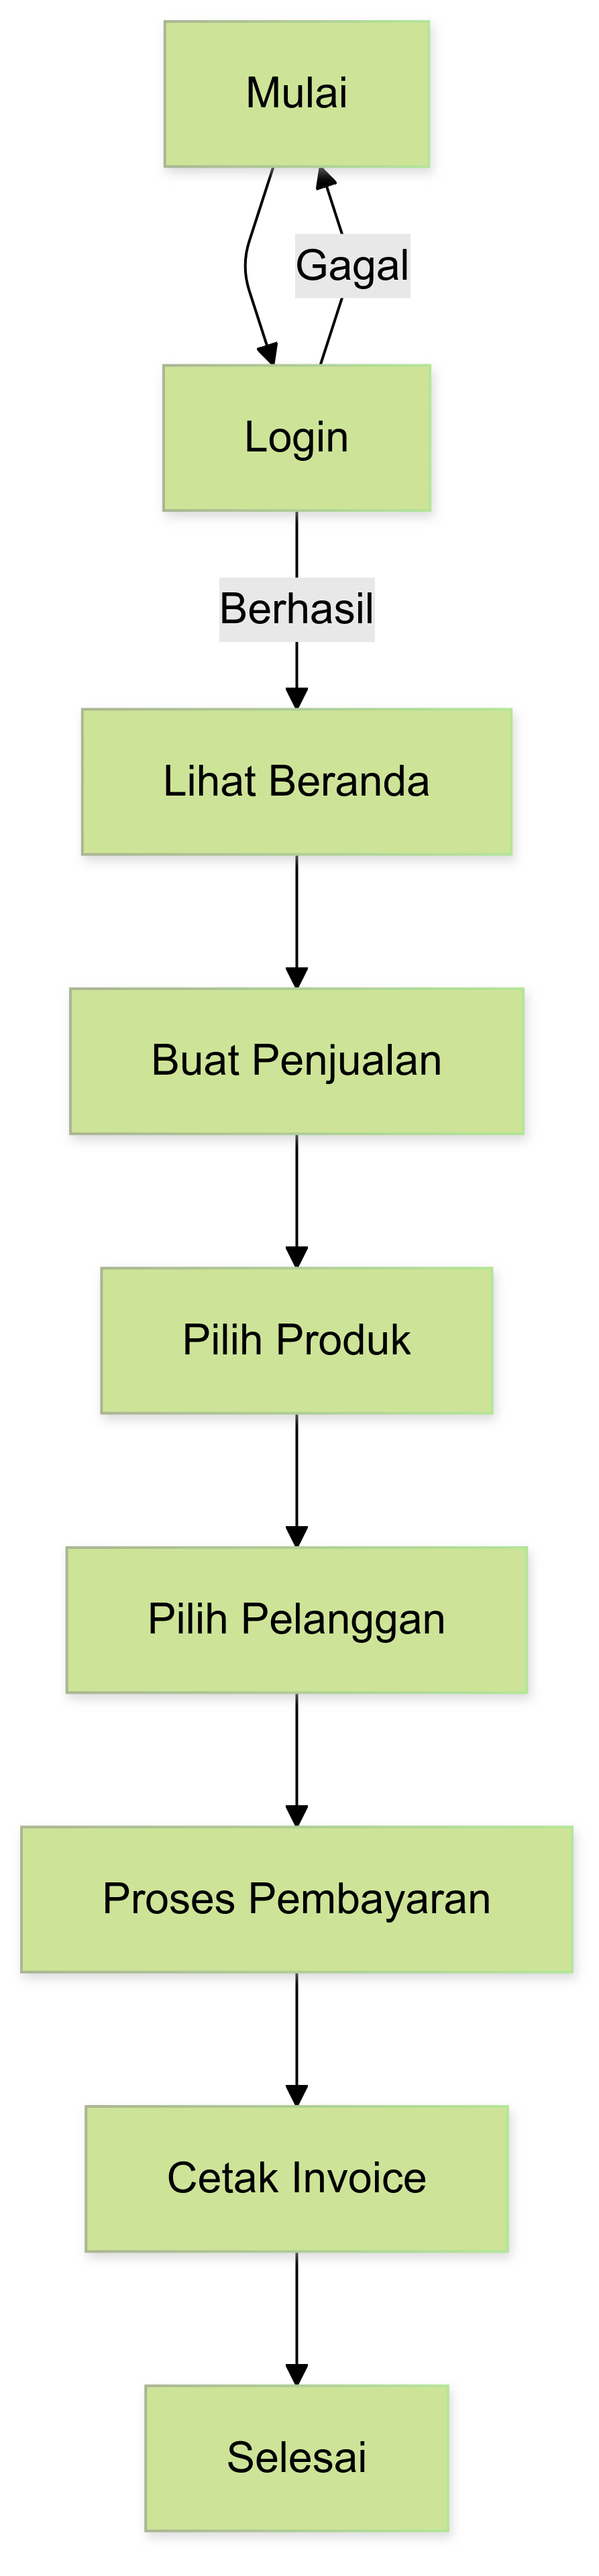 Mulai
Gagal
Login
Berhasil
Lihat Beranda
Buat Penjualan
Pilih Produk
Pilih Pelanggan
Proses Pembayaran
Cetak Invoice
Selesai